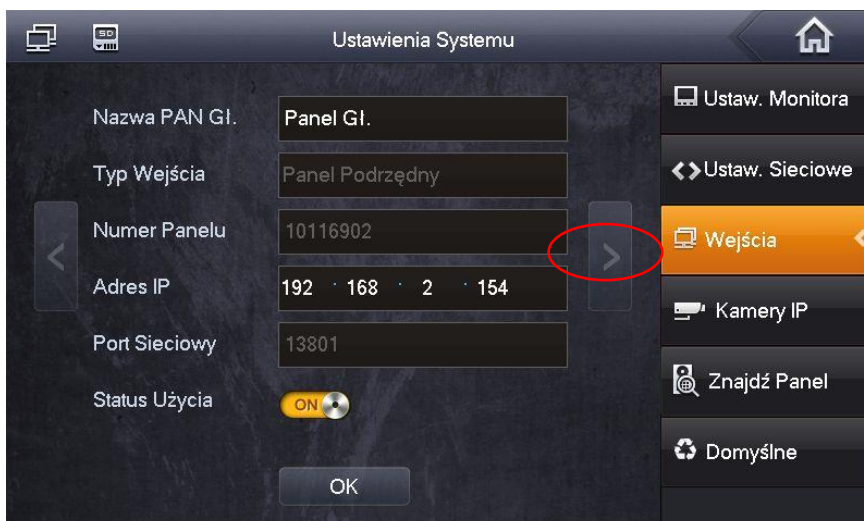 SD
Ustawienia Systemu
Nazwa PAN Gł.
Panel Gł.
Typ Wejścia
Panel Podrzędny
Numer Panelu
10116902
Adres IP
192 · 168 · 2 · 154
Port Sieciowy
13801
Status Użycia
ON
OK
Ustaw. Monitora
Ustaw. Sieciowe
Wejścia
Kamery IP
Znajdź Panel
Domyślne